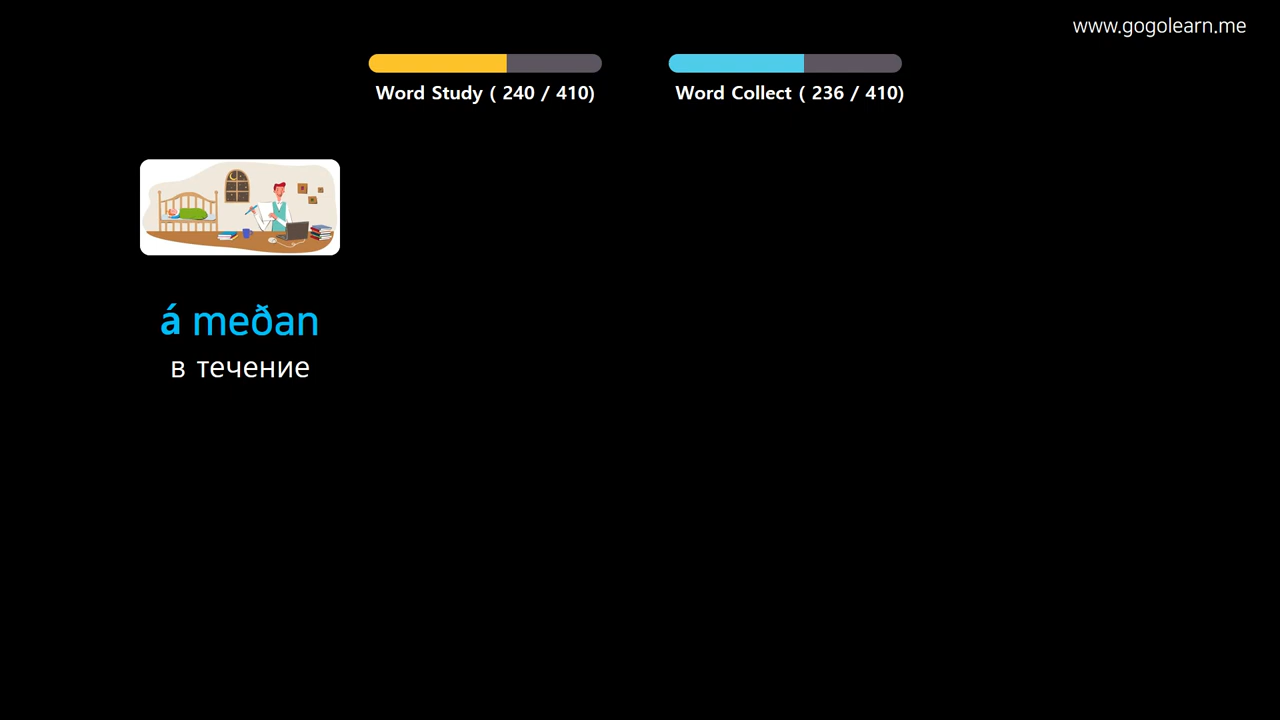 www.gogolearn.me
Word Study ( 240 / 410)
Word Collect ( 236 / 410)
á meðan
в течение